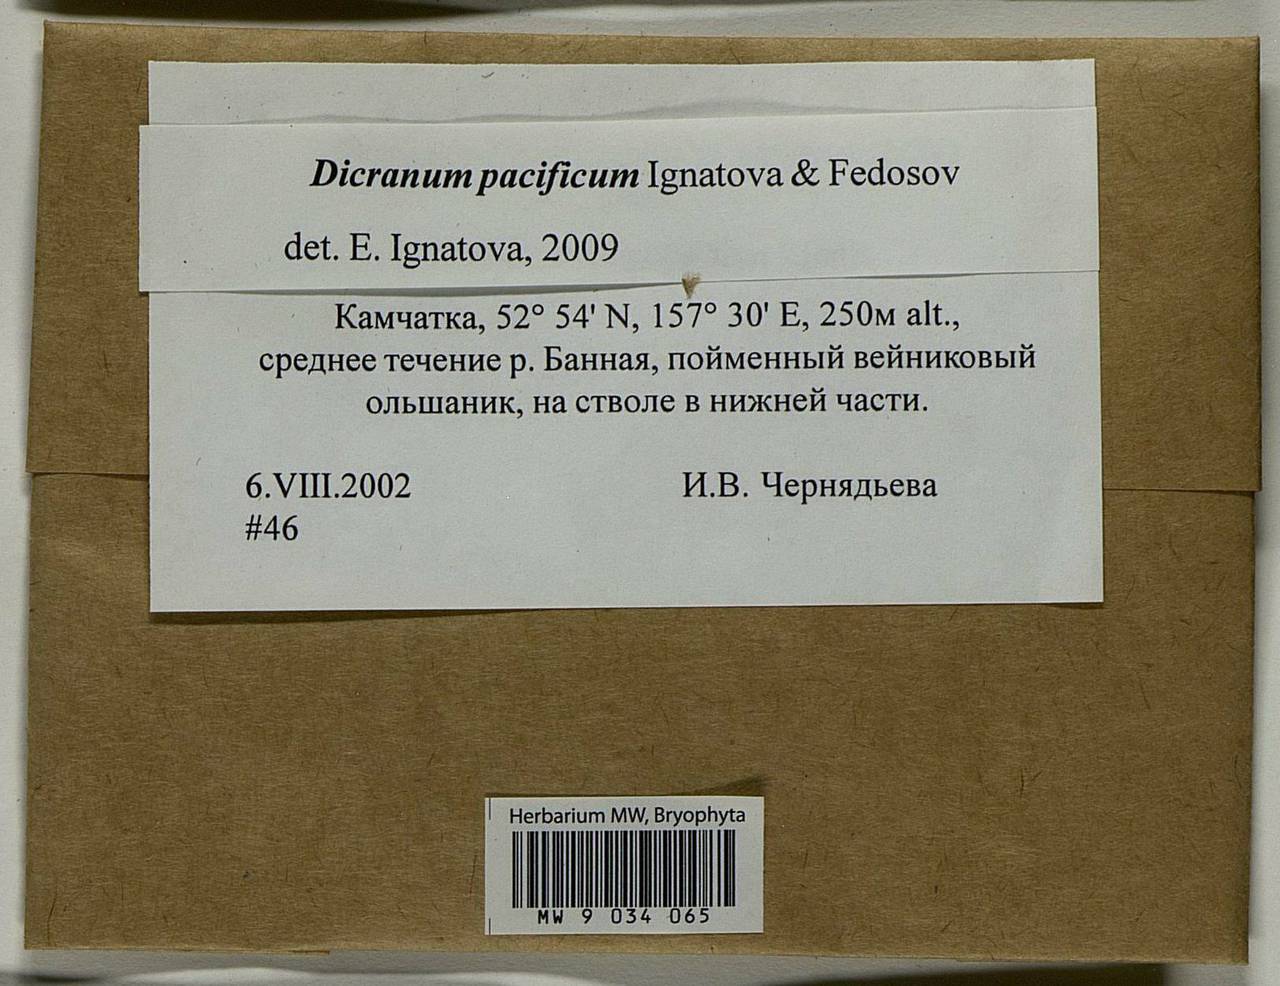 Dicranum pacificum Ignatova & Fedosov
det. E. Ignatova, 2009
Камчатка, 52° 54' N, 157° 30' E, 250м alt.,
среднее течение р. Банная, пойменный вейниковый
ольшаник, на стволе в нижней части.
6.VIII.2002 И.В. Чернядьева
#46
Herbarium MW, Bryophyta
MW 9 034 065